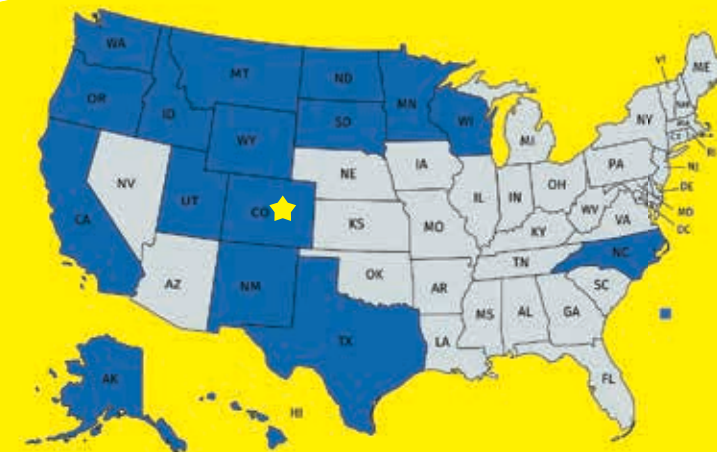 WA
MT
ND
MN
OR
ID
SD
WI
WY
MI
NY
VT
ME
NH
MA
CT
RI
NV
UT
CO
NE
IA
IL
IN
OH
PA
NJ
DE
MD
DC
CA
KS
MO
KY
WV
VA
AZ
NM
OK
AR
TN
NC
SC
TX
LA
MS
AL
GA
FL
AK
HI